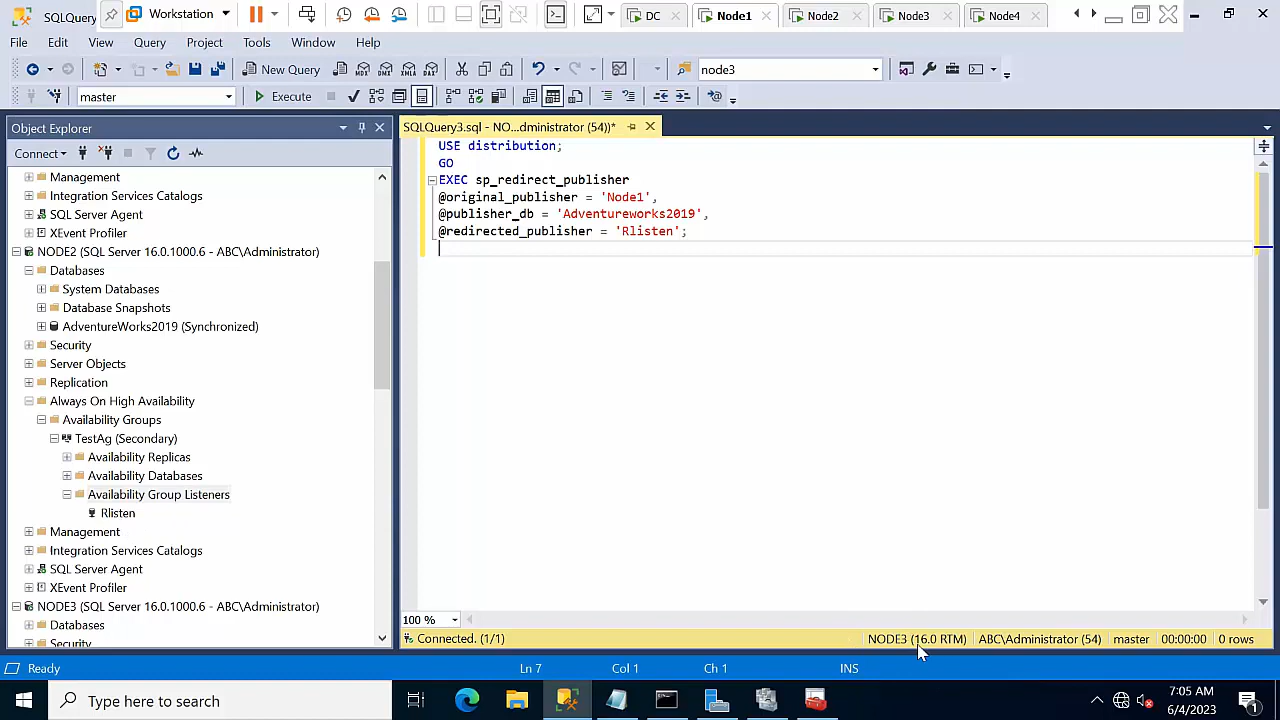 SQLQuery
Workstation
DC
Node1
Node2
Node3
Node4
File Edit View Query Project Tools Window Help
New Query
MDX DMX XMLA DAX
node3
master
Execute
Object Explorer
SQLQuery3.sql - NO...dministrator (54))*
Connect
Management
Integration Services Catalogs
SQL Server Agent
XEvent Profiler
NODE2 (SQL Server 16.0.1000.6 - ABC\Administrator)
Databases
System Databases
Database Snapshots
AdventureWorks2019 (Synchronized)
Security
Server Objects
Replication
Always On High Availability
Availability Groups
TestAg (Secondary)
Availability Replicas
Availability Databases
Availability Group Listeners
Rlisten
Management
Integration Services Catalogs
SQL Server Agent
XEvent Profiler
NODE3 (SQL Server 16.0.1000.6 - ABC\Administrator)
Databases
Security
USE distribution;
GO
EXEC sp_redirect_publisher
@original_publisher = 'Node1',
@publisher_db = 'Adventureworks2019',
@redirected_publisher = 'Rlisten';
100 %
Connected. (1/1)
NODE3 (16.0 RTM)
ABC\Administrator (54)
master
00:00:00
0 rows
Ready
Ln 7
Col 1
Ch 1
INS
Type here to search
7:05 AM
6/4/2023
1